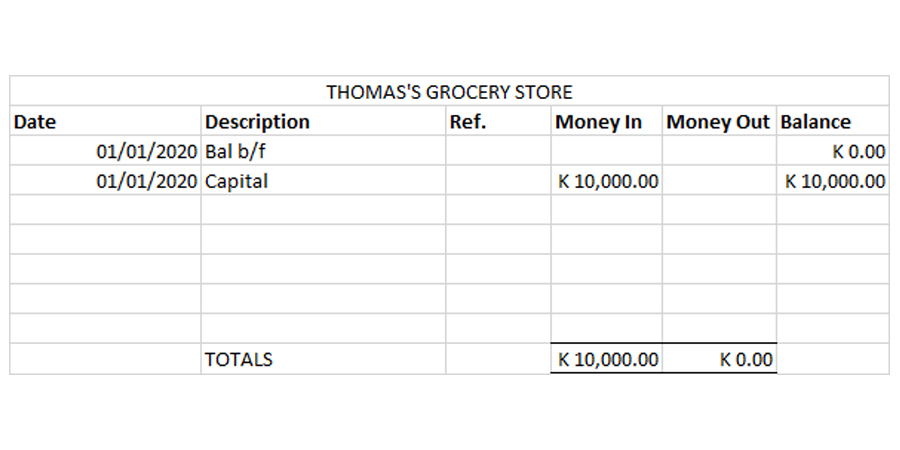 THOMAS'S GROCERY STORE
Date Description Ref. Money In Money Out Balance
01/01/2020 Bal b/f K 0.00
01/01/2020 Capital K 10,000.00 K 10,000.00
TOTALS K 10,000.00 K 0.00